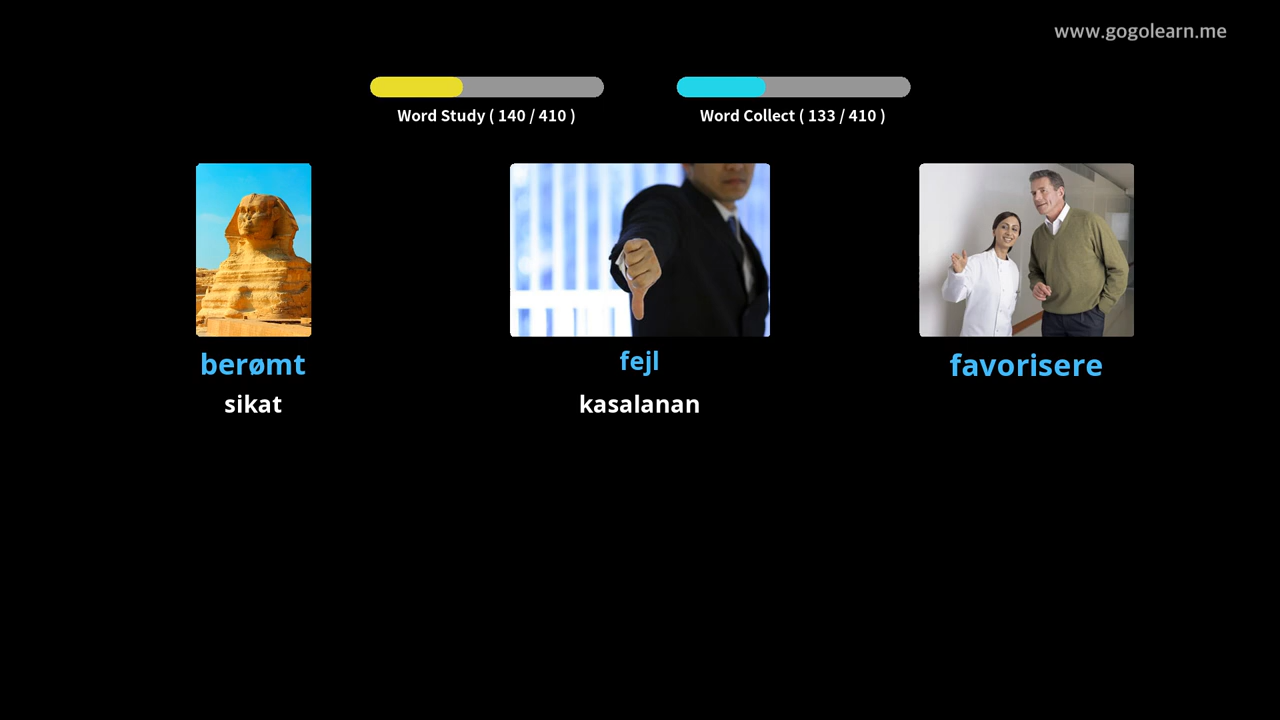 www.gogolearn.me
Word Study ( 140 / 410 )
Word Collect ( 133 / 410 )
berømt
sikat
fejl
kasalanan
favorisere